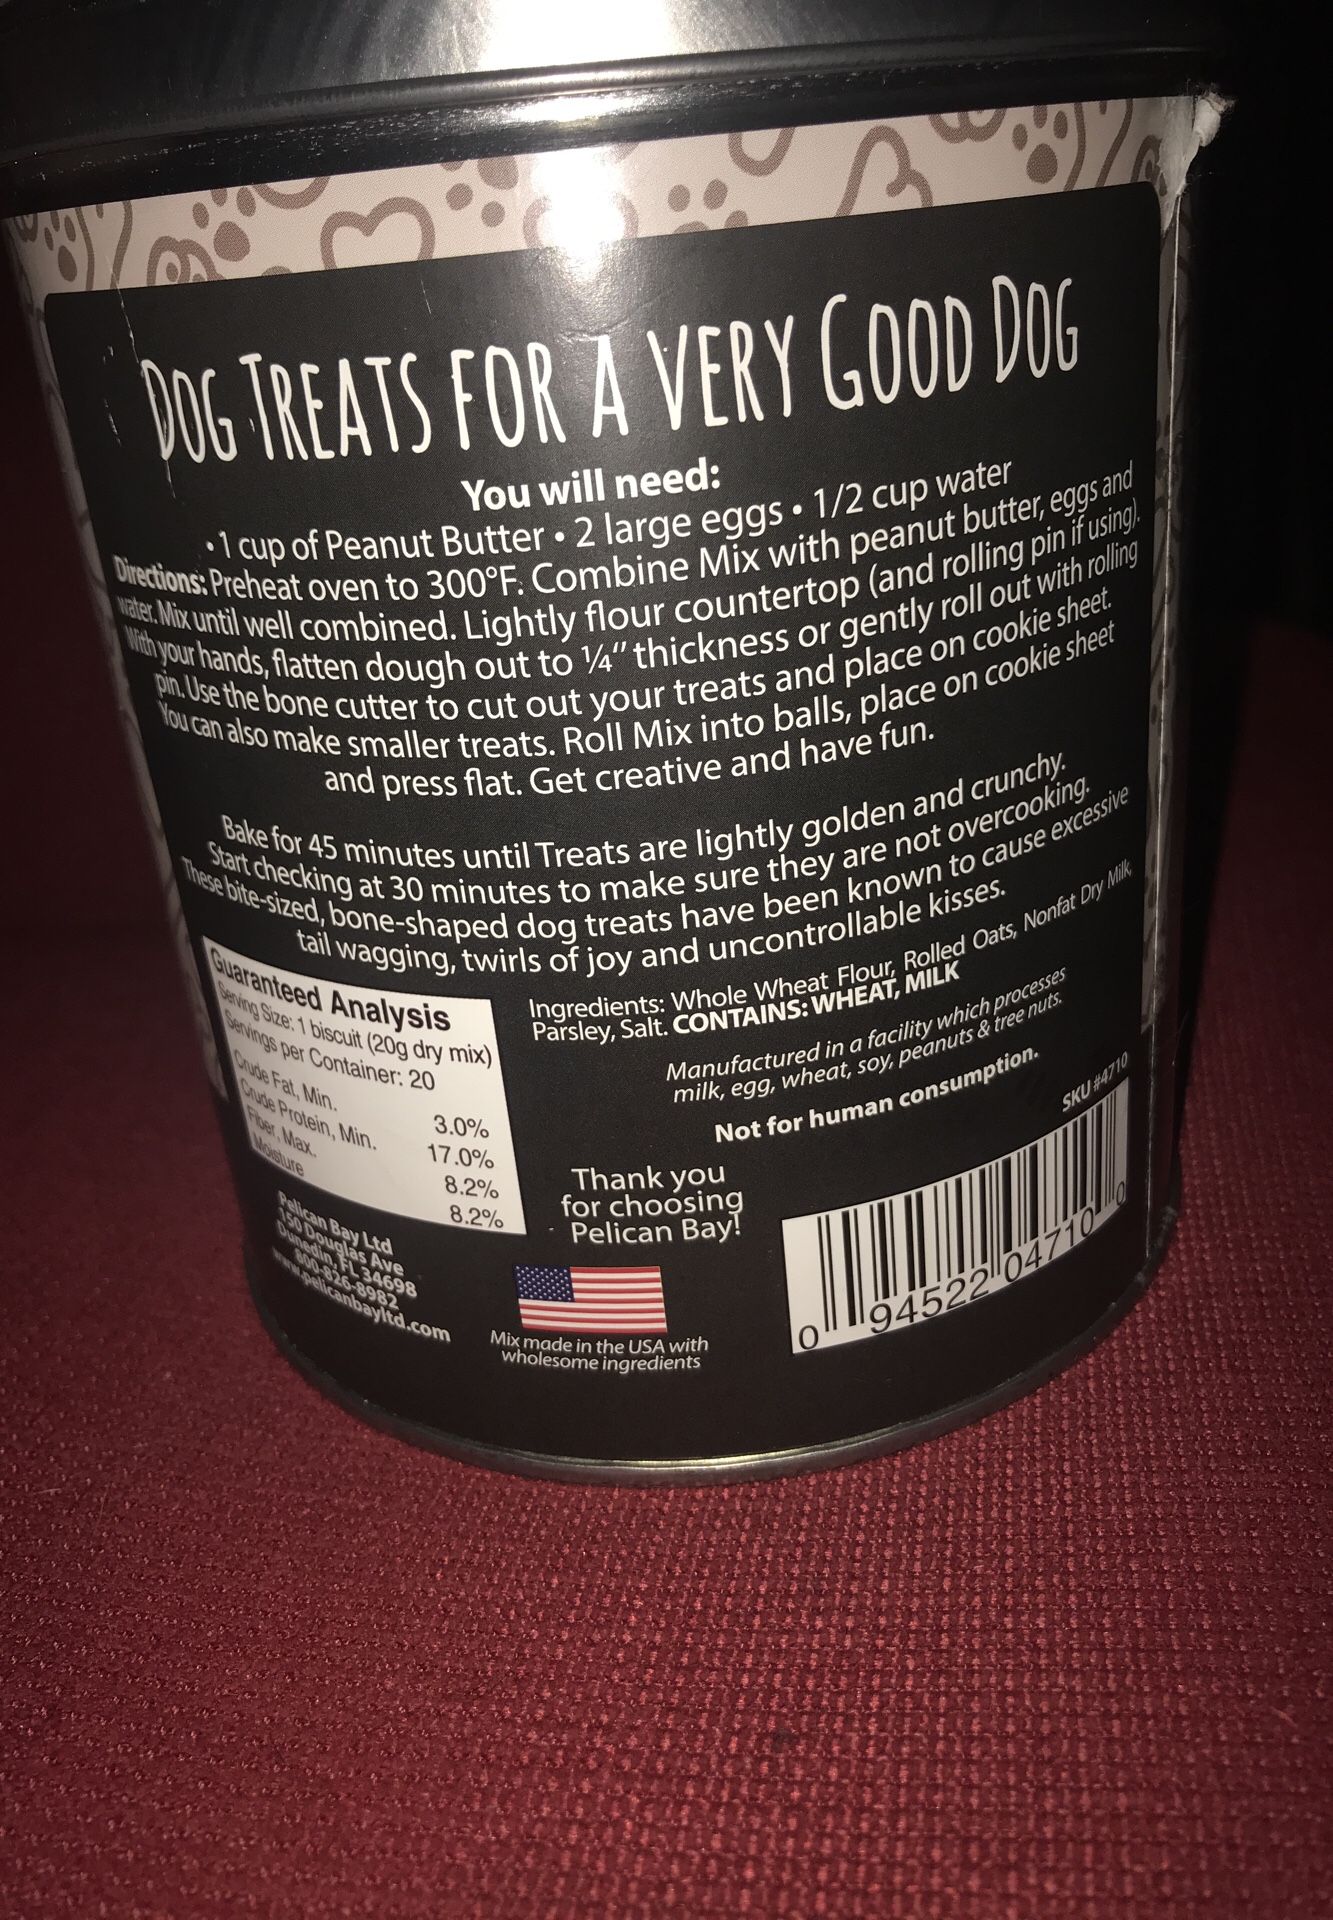 DOG TREATS FOR A VERY GOOD DOG
You will need:
• 1 cup of Peanut Butter • 2 large eggs • 1/2 cup water
Directions: Preheat oven to 300°F. Combine Mix with peanut butter, eggs and
water. Mix until well combined. Lightly flour countertop (and rolling pin if using).
With your hands, flatten dough out to ¼" thickness or gently roll out with rolling
pin. Use the bone cutter to cut out your treats and place on cookie sheet.
You can also make smaller treats. Roll Mix into balls, place on cookie sheet
and press flat. Get creative and have fun.
Bake for 45 minutes until Treats are lightly golden and crunchy.
Start checking at 30 minutes to make sure they are not overcooking.
These bite-sized, bone-shaped dog treats have been known to cause excessive
tail wagging, twirls of joy and uncontrollable kisses.
Guaranteed Analysis
Serving Size: 1 biscuit (20g dry mix)
Servings per Container: 20
Crude Fat, Min. 3.0%
Crude Protein, Min. 17.0%
Fiber, Max. 8.2%
Moisture 8.2%
Ingredients: Whole Wheat Flour, Rolled Oats, Nonfat Dry Milk,
Parsley, Salt. CONTAINS: WHEAT, MILK
Manufactured in a facility which processes
milk, egg, wheat, soy, peanuts & tree nuts.
Not for human consumption.
SKU #4710
Thank you
for choosing
Pelican Bay!
Pelican Bay Ltd
150 Douglas Ave
Dunedin, FL 34698
800-826-8982
www.pelicanbayltd.com
Mix made in the USA with
wholesome ingredients
0 94522 04710 0